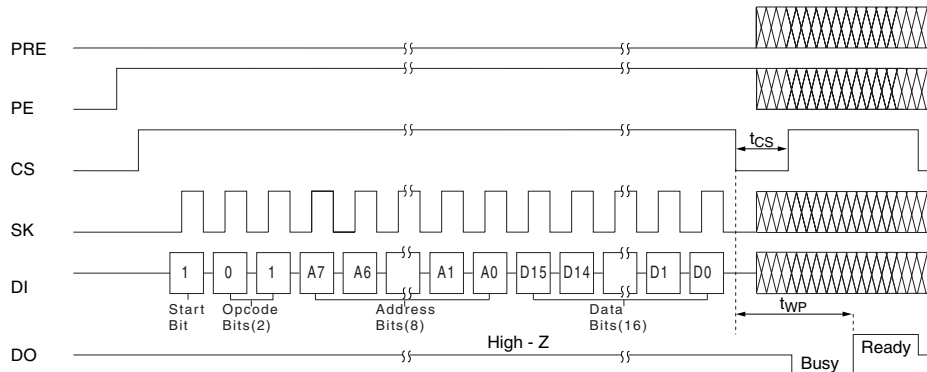 PRE
PE
CS
tCS
SK
DI
1 0 1 A7 A6 A1 A0 D15 D14 D1 D0
Start Bit
Opcode Bits(2)
Address Bits(8)
Data Bits(16)
tWP
DO
High - Z
Busy
Ready